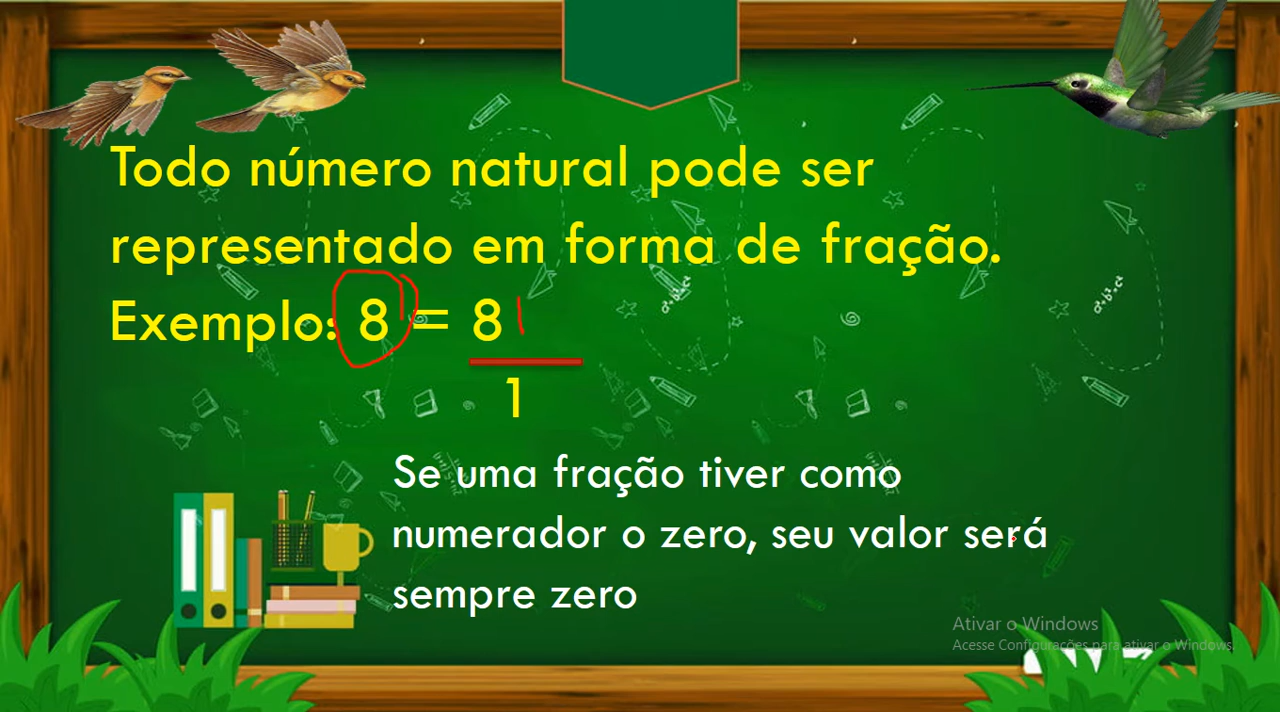 Todo número natural pode ser
representado em forma de fração.
Exemplo: 8 = 8
1
Se uma fração tiver como
numerador o zero, seu valor será
sempre zero
Ativar o Windows
Acesse Configurações para ativar o Windows.